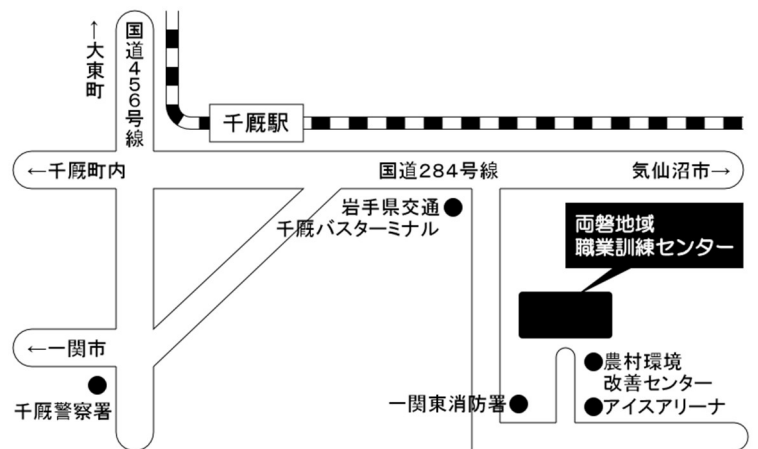 ←大東町
国道456号線
千厩駅
←千厩町内
国道284号線
気仙沼市→
岩手県交通
千厩バスターミナル
両磐地域
職業訓練センター
←一関市
千厩警察署
一関東消防署
農村環境
改善センター
アイスアリーナ